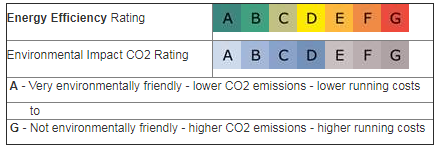 Energy Efficiency Rating A B C D E F G
Environmental Impact CO2 Rating A B C D E F G
A - Very environmentally friendly - lower CO2 emissions - lower running costs
to
G - Not environmentally friendly - higher CO2 emissions - higher running costs